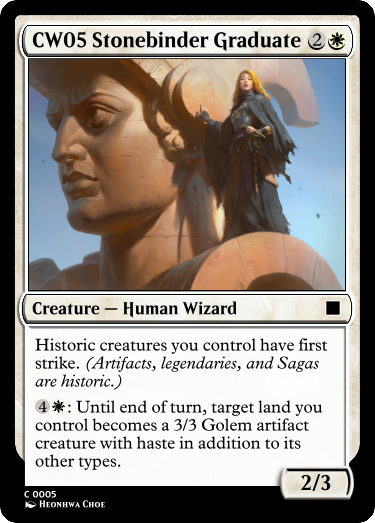 CW05 Stonebinder Graduate 2
Creature — Human Wizard
Historic creatures you control have first
strike. (Artifacts, legendaries, and Sagas
are historic.)
4 : Until end of turn, target land you
control becomes a 3/3 Golem artifact
creature with haste in addition to its
other types.
2/3
C 0005
Heonhwa Choe